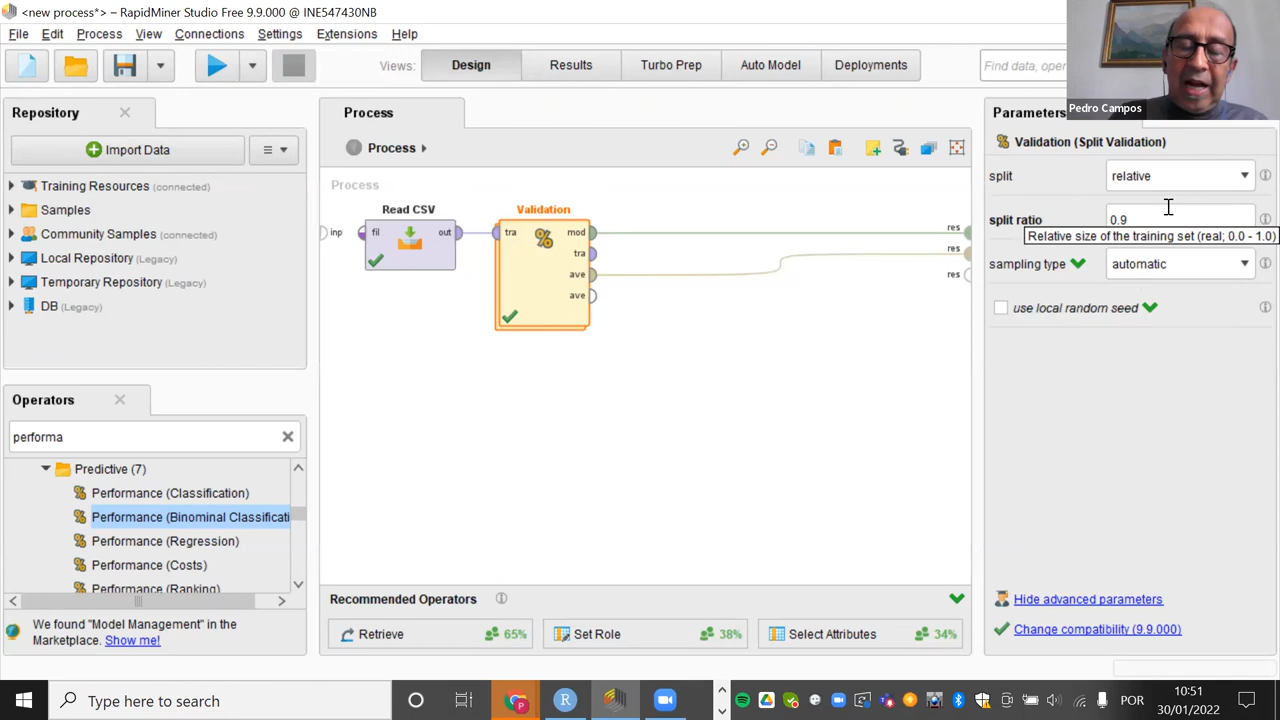 <new process*> – RapidMiner Studio Free 9.9.000 @ INE547430NB
File Edit Process View Connections Settings Extensions Help
Views: Design Results Turbo Prep Auto Model Deployments
Find data, oper
Pedro Campos
Repository
Import Data
Training Resources (connected)
Samples
Community Samples (connected)
Local Repository (Legacy)
Temporary Repository (Legacy)
DB (Legacy)
Operators
performa
Predictive (7)
Performance (Classification)
Performance (Binominal Classificati
Performance (Regression)
Performance (Costs)
Performance (Ranking)
We found "Model Management" in the
Marketplace. Show me!
Process
Process
Process
Read CSV
Validation
inp
fil
out
tra
mod
tra
ave
ave
res
res
res
Recommended Operators
Retrieve 65%
Set Role 38%
Select Attributes 34%
Parameters
Validation (Split Validation)
split relative
split ratio 0.9
Relative size of the training set (real; 0.0 - 1.0)
sampling type automatic
use local random seed
Hide advanced parameters
Change compatibility (9.9.000)
Type here to search
POR
10:51
30/01/2022